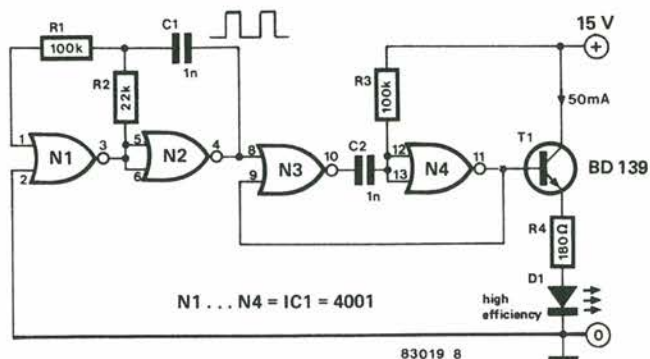 R1
100k
C1
1n
R2
22k
15 V
+
R3
100k
50mA
T1
BD 139
1
2
N1
3
5
6
N2
4
8
9
N3
10
C2
1n
12
13
N4
11
R4
180Ω
D1
high
efficiency
N1 . . . N4 = IC1 = 4001
0
83019 8